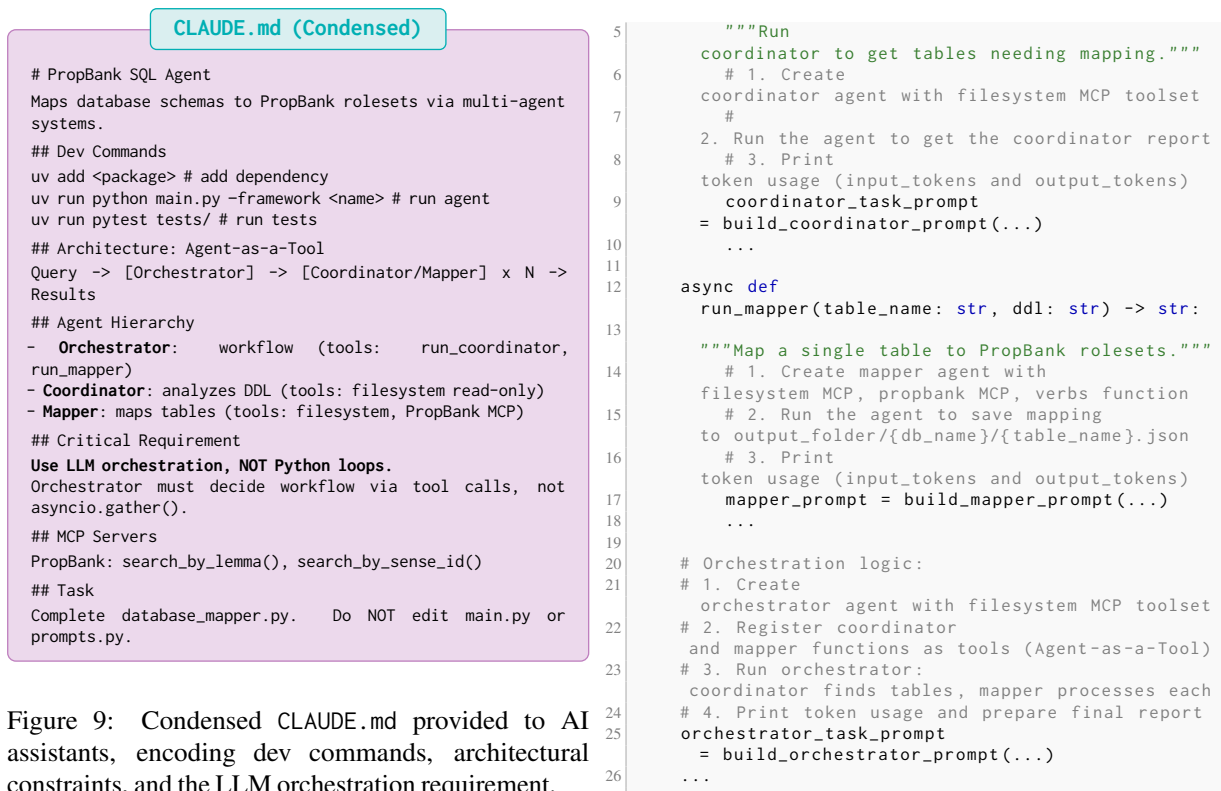 CLAUDE.md (Condensed)
# PropBank SQL Agent
Maps database schemas to PropBank rolesets via multi-agent
systems.
## Dev Commands
uv add <package> # add dependency
uv run python main.py –framework <name> # run agent
uv run pytest tests/ # run tests
## Architecture: Agent-as-a-Tool
Query -> [Orchestrator] -> [Coordinator/Mapper] x N ->
Results
## Agent Hierarchy
- Orchestrator: workflow (tools: run_coordinator,
run_mapper)
- Coordinator: analyzes DDL (tools: filesystem read-only)
- Mapper: maps tables (tools: filesystem, PropBank MCP)
## Critical Requirement
Use LLM orchestration, NOT Python loops.
Orchestrator must decide workflow via tool calls, not
asyncio.gather().
## MCP Servers
PropBank: search_by_lemma(), search_by_sense_id()
## Task
Complete database_mapper.py. Do NOT edit main.py or
prompts.py.
Figure 9: Condensed CLAUDE.md provided to AI
assistants, encoding dev commands, architectural
constraints, and the LLM orchestration requirement.
5 """Run
coordinator to get tables needing mapping."""
6 # 1. Create
coordinator agent with filesystem MCP toolset
7 #
2. Run the agent to get the coordinator report
8 # 3. Print
token usage (input_tokens and output_tokens)
9 coordinator_task_prompt
= build_coordinator_prompt(...)
10 ...
11
12 async def
run_mapper(table_name: str, ddl: str) -> str:
13
"""Map a single table to PropBank rolesets."""
14 # 1. Create mapper agent with
filesystem MCP, propbank MCP, verbs function
15 # 2. Run the agent to save mapping
to output_folder/{db_name}/{table_name}.json
16 # 3. Print
token usage (input_tokens and output_tokens)
17 mapper_prompt = build_mapper_prompt(...)
18 ...
19
20 # Orchestration logic:
21 # 1. Create
orchestrator agent with filesystem MCP toolset
22 # 2. Register coordinator
and mapper functions as tools (Agent-as-a-Tool)
23 # 3. Run orchestrator:
coordinator finds tables, mapper processes each
24 # 4. Print token usage and prepare final report
25 orchestrator_task_prompt
= build_orchestrator_prompt(...)
26 ...